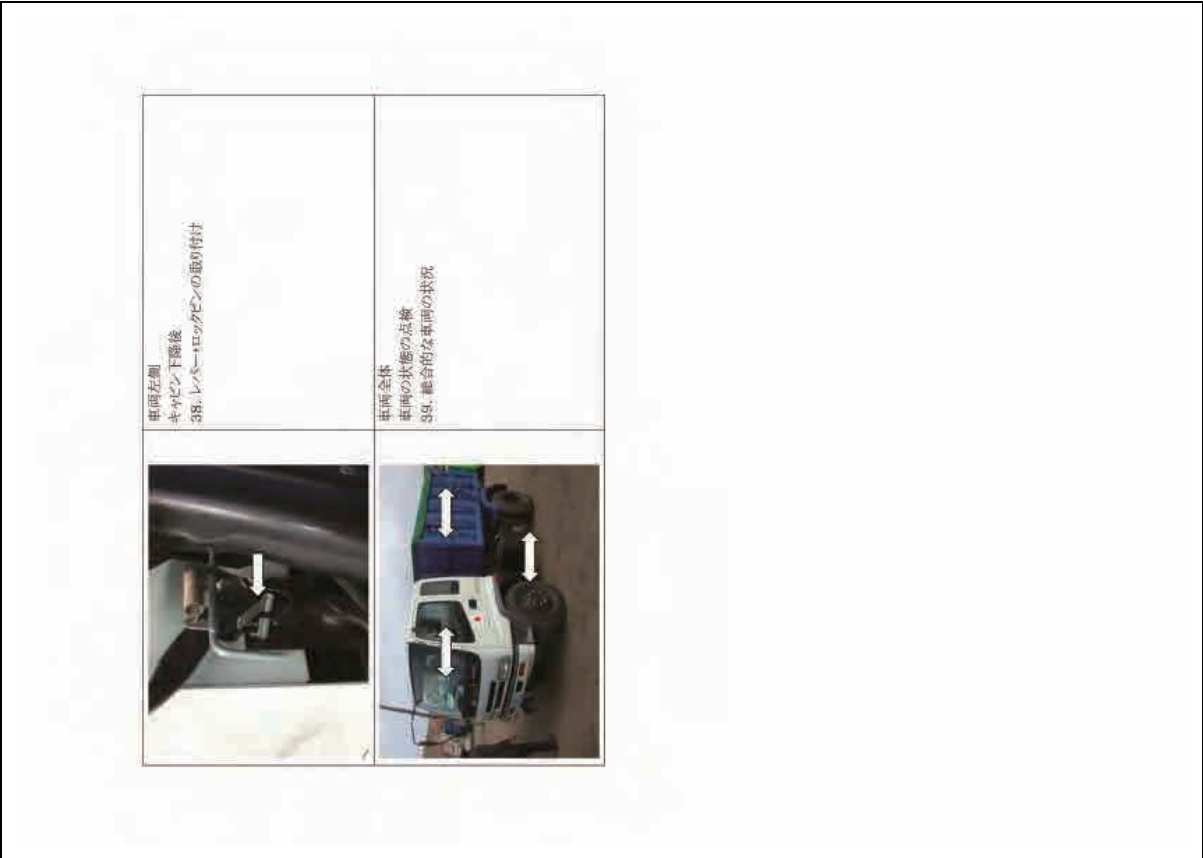 車両左側
キャビン下降後
38. レバー・ロックピンの取り付け
車両全体
車両の状態の点検
39. 総合的な車両の状況